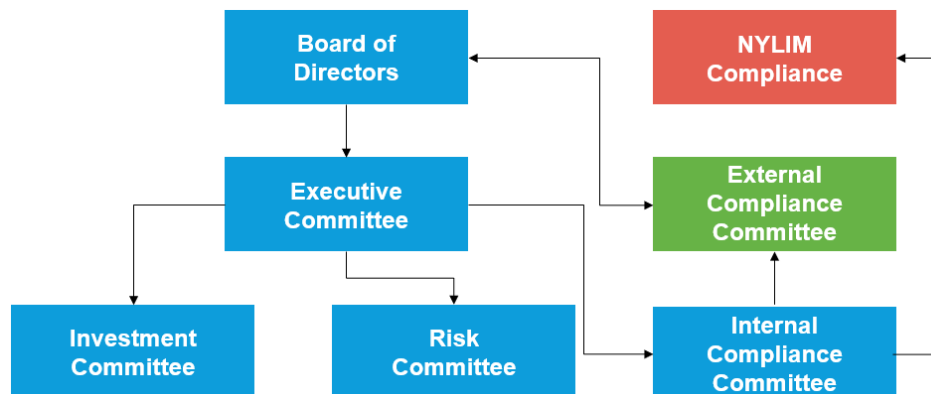 Board of
Directors
NYLIM
Compliance
Executive
Committee
External
Compliance
Committee
Investment
Committee
Risk
Committee
Internal
Compliance
Committee